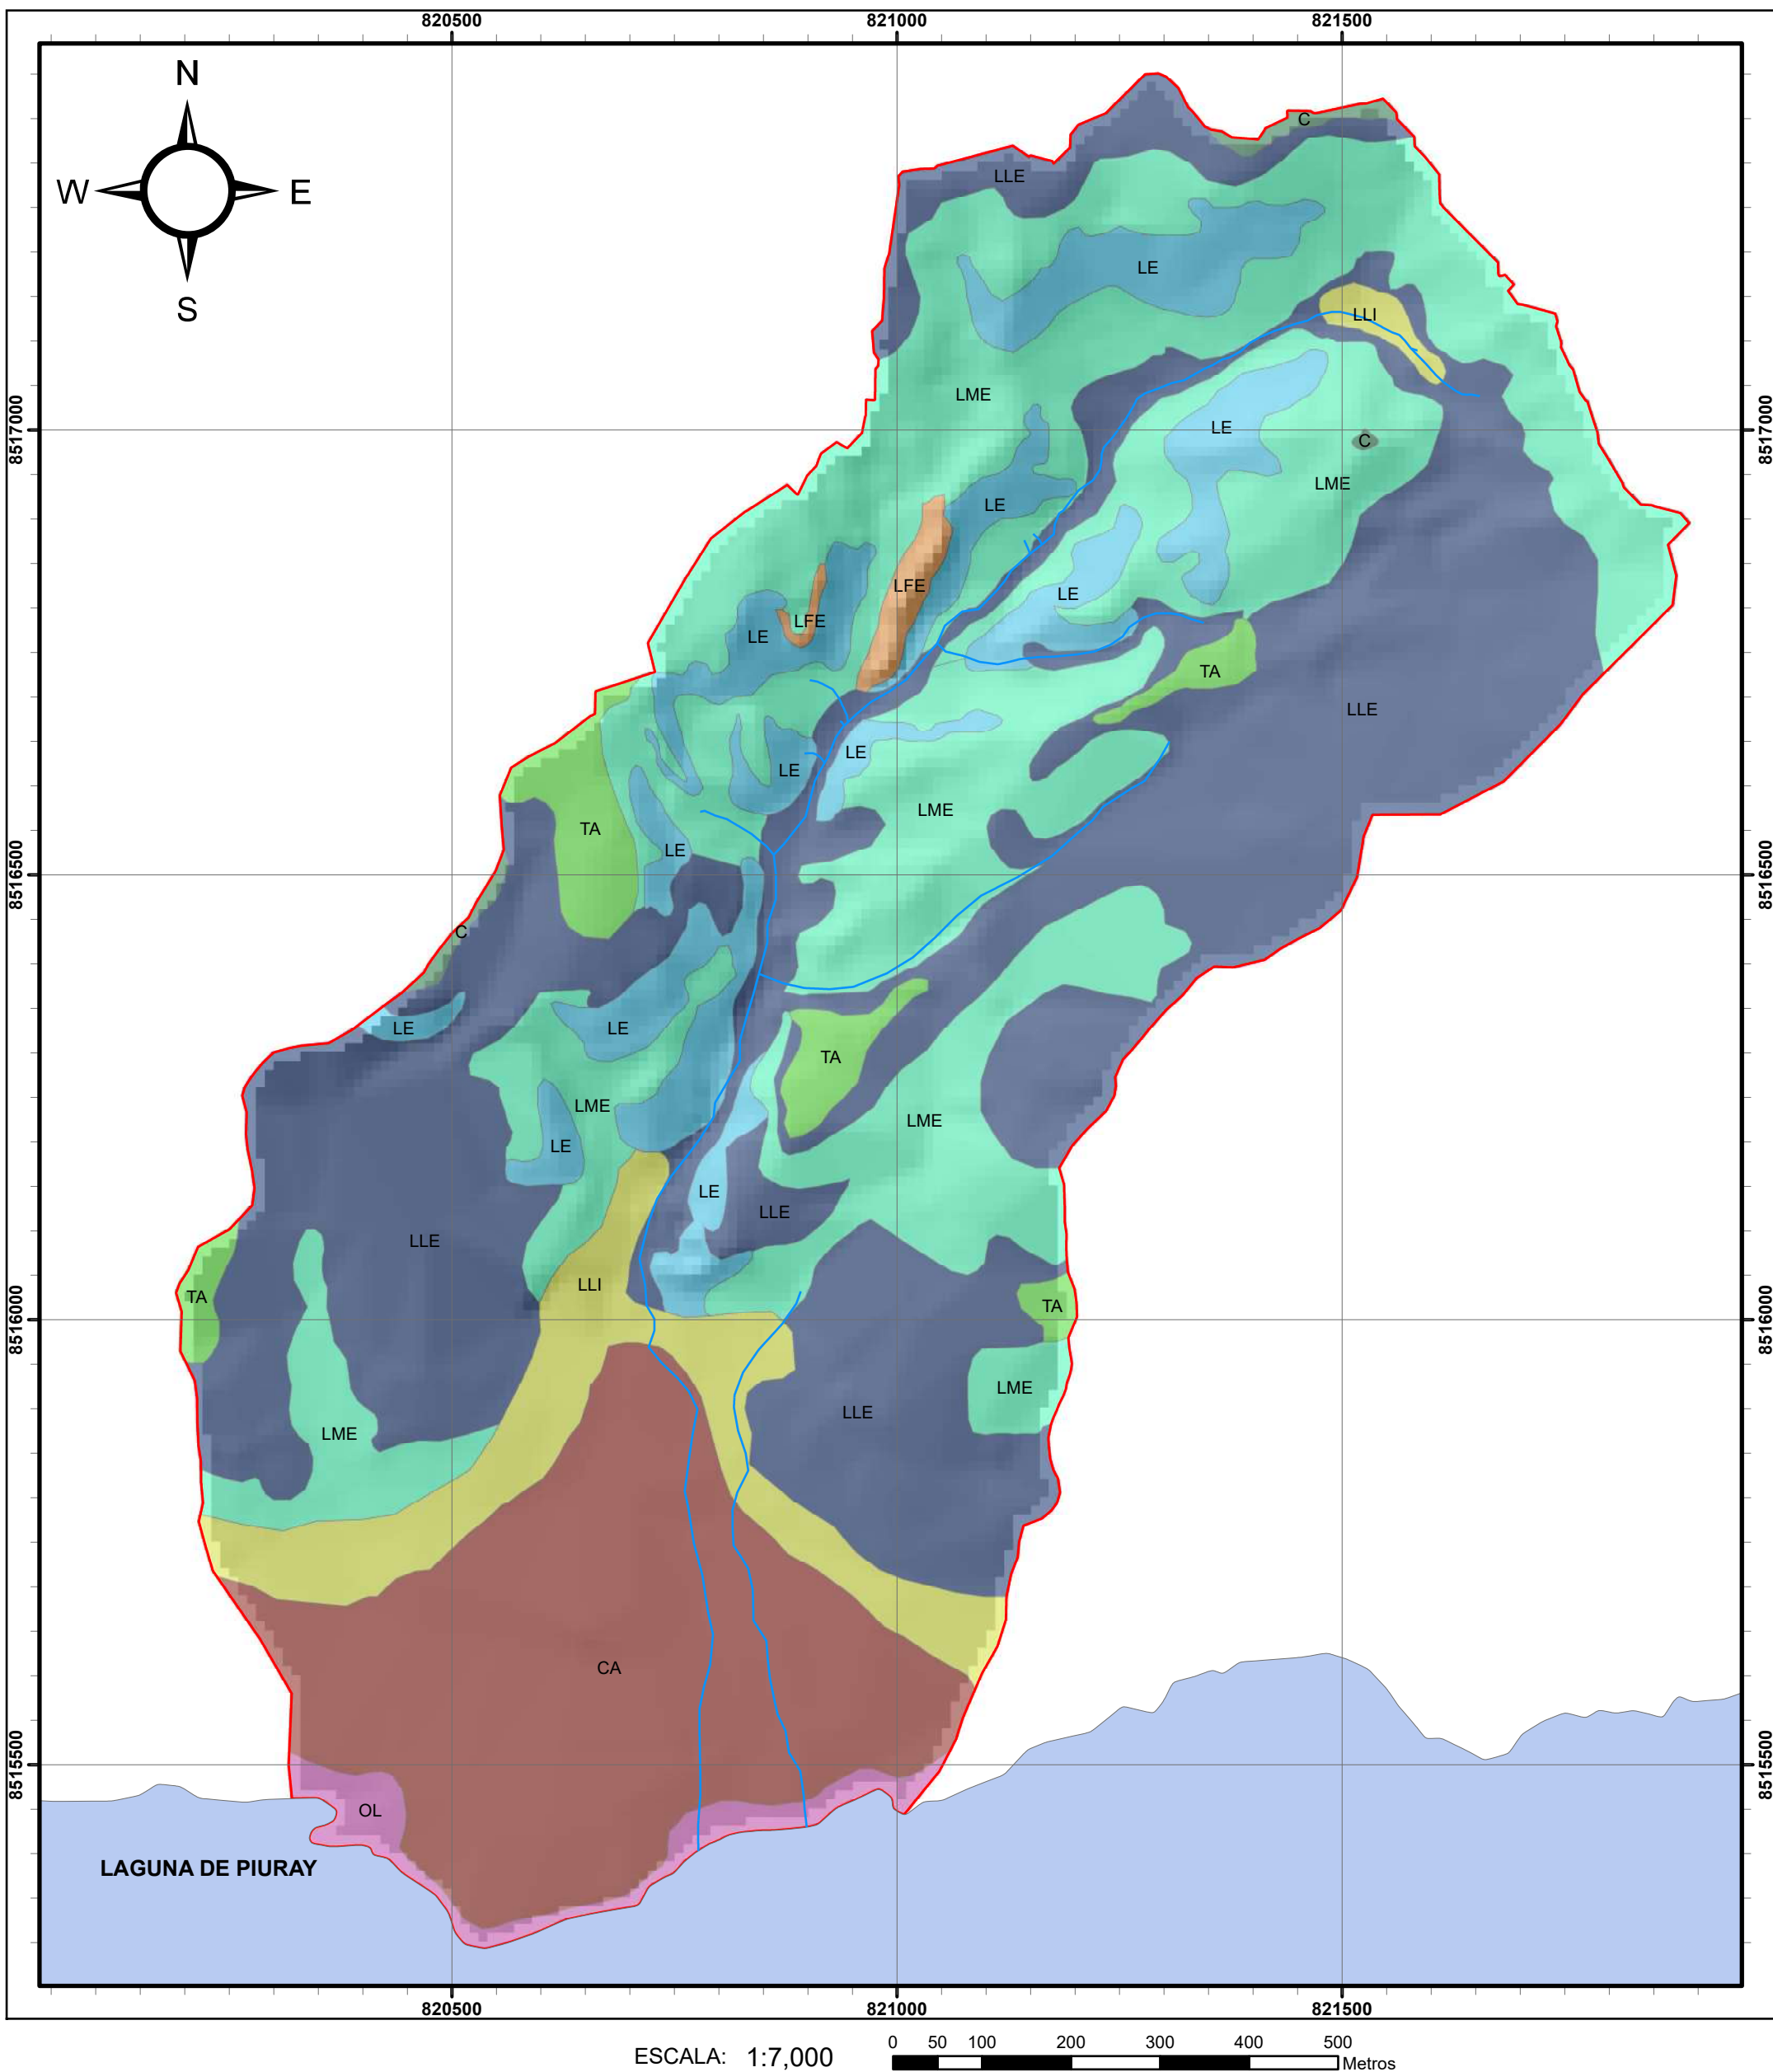 820500 821000 821500
N
W E
S
C
LLE
LE
LLI
LME
LE
C
LME
LE
LFE
LE
LFE
LE
TA
LLE
LE
LE
LME
TA
LE
8517000 8517000
8516500 8516500
C
LE
LE
TA
LME
LME
LE
LE
LLE
LLE
LLI
TA
TA
LME
LLE
LME
8516000 8516000
CA
8515500 8515500
OL
LAGUNA DE PIURAY
820500 821000 821500
ESCALA: 1:7,000
0 50 100 200 300 400 500
Metros